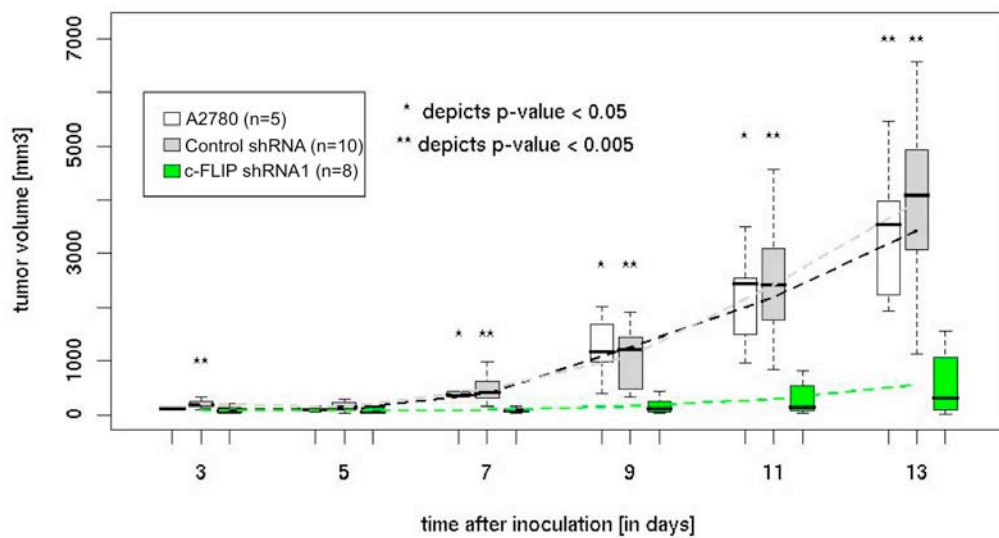 7000
5000
3000
1000
0
tumor volume [mm3]
A2780 (n=5)
Control shRNA (n=10)
c-FLIP shRNA1 (n=8)
* depicts p-value < 0.05
** depicts p-value < 0.005
**
* **
* **
* **
** **
3 5 7 9 11 13
time after inoculation [in days]